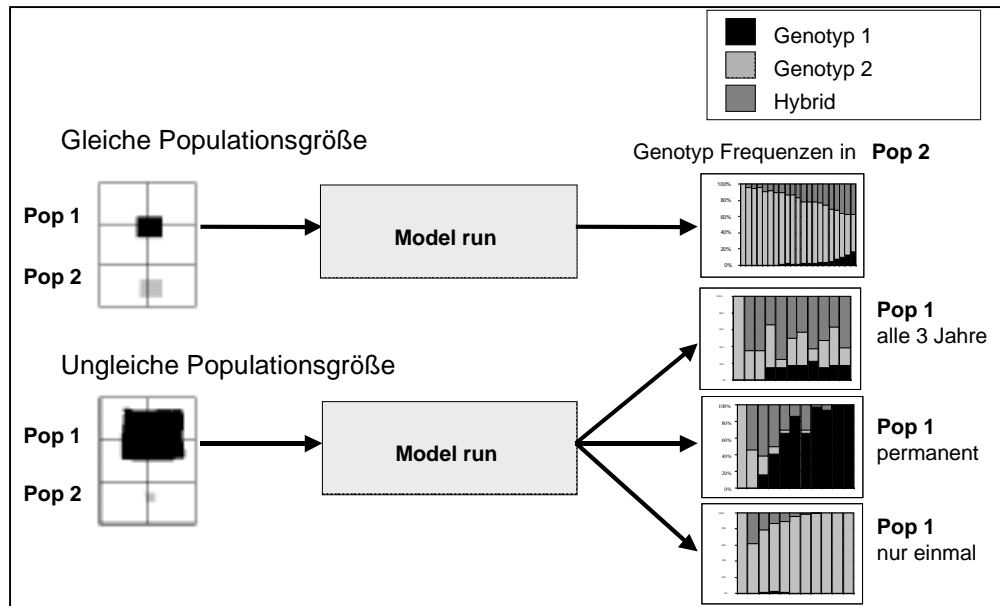 Genotyp 1
Genotyp 2
Hybrid
Gleiche Populationsgröße
Genotyp Frequenzen in Pop 2
Pop 1
Pop 2
Model run
100%
80%
60%
40%
20%
0%
Ungleiche Populationsgröße
Pop 1
Pop 2
Model run
Pop 1
alle 3 Jahre
100%
80%
60%
40%
20%
0%
Pop 1
permanent
Pop 1
nur einmal